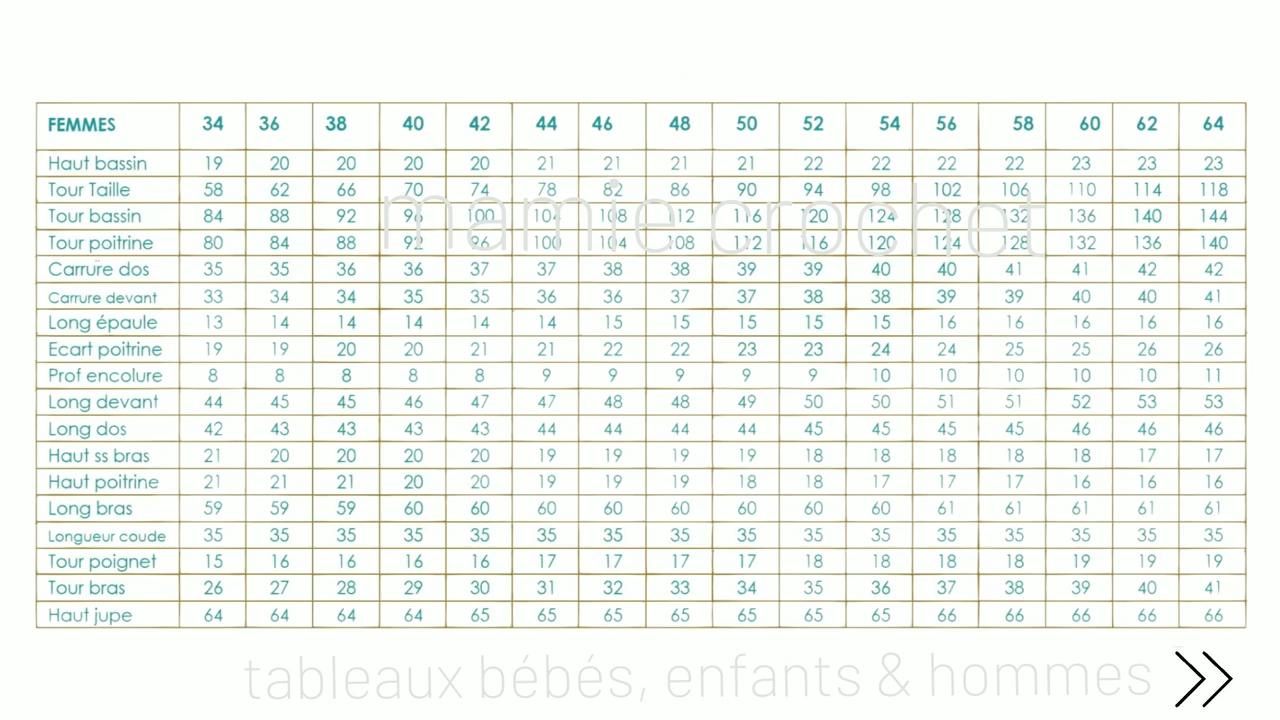 FEMMES 34 36 38 40 42 44 46 48 50 52 54 56 58 60 62 64
Haut bassin 19 20 20 20 20 21 21 21 21 22 22 22 22 23 23 23
Tour Taille 58 62 66 70 74 78 82 86 90 94 98 102 106 110 114 118
mamie crochet
Tour bassin 84 88 92 96 100 104 108 112 116 120 124 128 132 136 140 144
Tour poitrine 80 84 88 92 96 100 104 108 112 116 120 124 128 132 136 140
Carrure dos 35 35 36 36 37 37 38 38 39 39 40 40 41 41 42 42
Carrure devant 33 34 34 35 35 36 36 37 37 38 38 39 39 40 40 41
Long épaule 13 14 14 14 14 14 15 15 15 15 15 16 16 16 16 16
Ecart poitrine 19 19 20 20 21 21 22 22 23 23 24 24 25 25 26 26
Prof encolure 8 8 8 8 8 9 9 9 9 9 10 10 10 10 10 11
Long devant 44 45 45 46 47 47 48 48 49 50 50 51 51 52 53 53
Long dos 42 43 43 43 43 44 44 44 44 45 45 45 45 46 46 46
Haut ss bras 21 20 20 20 20 19 19 19 19 18 18 18 18 18 17 17
Haut poitrine 21 21 21 20 20 19 19 19 18 18 17 17 17 16 16 16
Long bras 59 59 59 60 60 60 60 60 60 60 60 61 61 61 61 61
Longueur coude 35 35 35 35 35 35 35 35 35 35 35 35 35 35 35 35
Tour poignet 15 16 16 16 16 17 17 17 17 18 18 18 18 19 19 19
Tour bras 26 27 28 29 30 31 32 33 34 35 36 37 38 39 40 41
Haut jupe 64 64 64 64 65 65 65 65 65 65 65 66 66 66 66 66
tableaux bébés, enfants & hommes